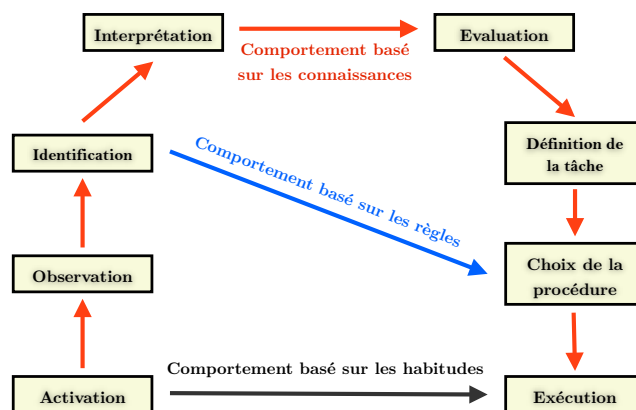 Interprétation
Evaluation
Comportement basé
sur les connaissances
Identification
Comportement basé sur les règles
Définition de
la tâche
Observation
Choix de la
procédure
Comportement basé sur les habitudes
Activation
Exécution